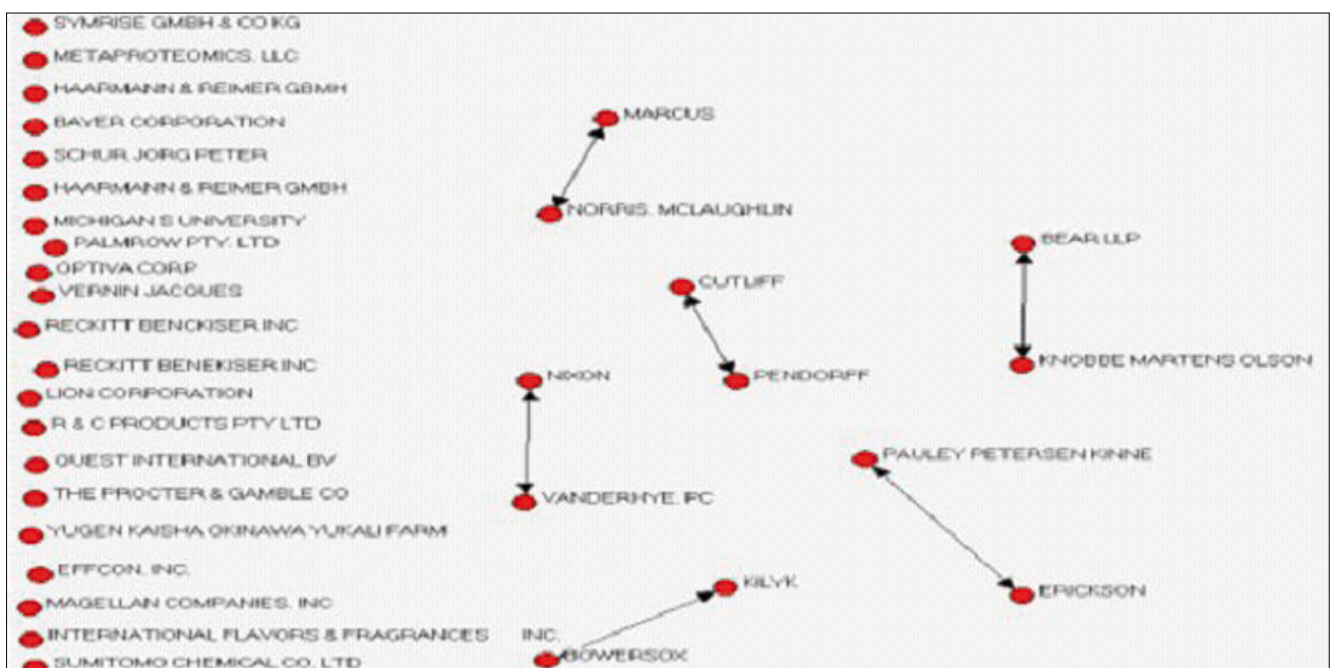 SYMRISE GMBH & CO KG
METAPROTEOMICS. LLC
HAARMANN & REIMER GBMH
BAYER CORPORATION
SCHUR JORG PETER
HAARMANN & REIMER GMBH
MICHIGAN S UNIVERSITY
PALMROW PTY. LTD
OPTIVA CORP
VERNIN JACQUES
RECKITT BENCKISER INC
RECKITT BENEKISER INC
LION CORPORATION
R & C PRODUCTS PTY LTD
QUEST INTERNATIONAL BV
THE PROCTER & GAMBLE CO
YUGEN KAISHA OKINAWA YUKALI FARM
EFFCON. INC.
MAGELLAN COMPANIES. INC
INTERNATIONAL FLAVORS & FRAGRANCES INC.
SUMITOMO CHEMICAL CO. LTD
MARCUS
NORRIS. MCLAUGHLIN
CUTLIFF
PENDORFF
NIXON
VANDERHYE. PC
KILYK
BOWERSOX
BEAR LLP
KNOBBE MARTENS OLSON
PAULEY PETERSEN KINNE
ERICKSON